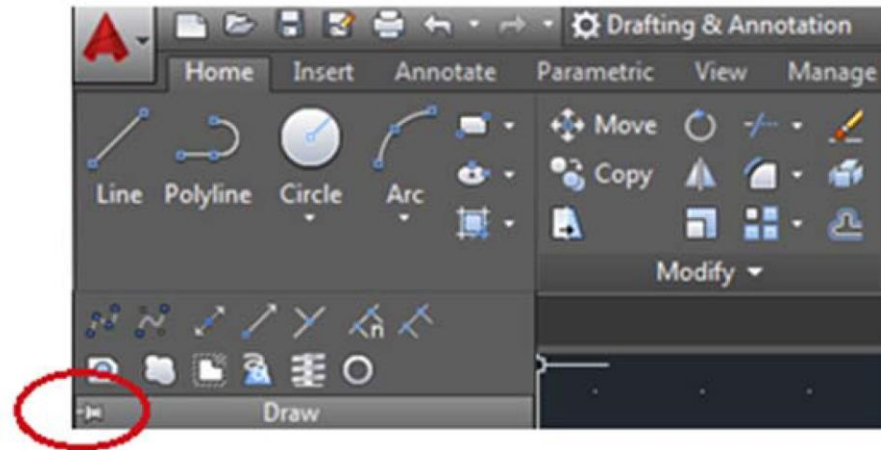 Drafting & Annotation
Home Insert Annotate Parametric View Manage
Move
Copy
Line Polyline Circle Arc
Modify
n
Draw